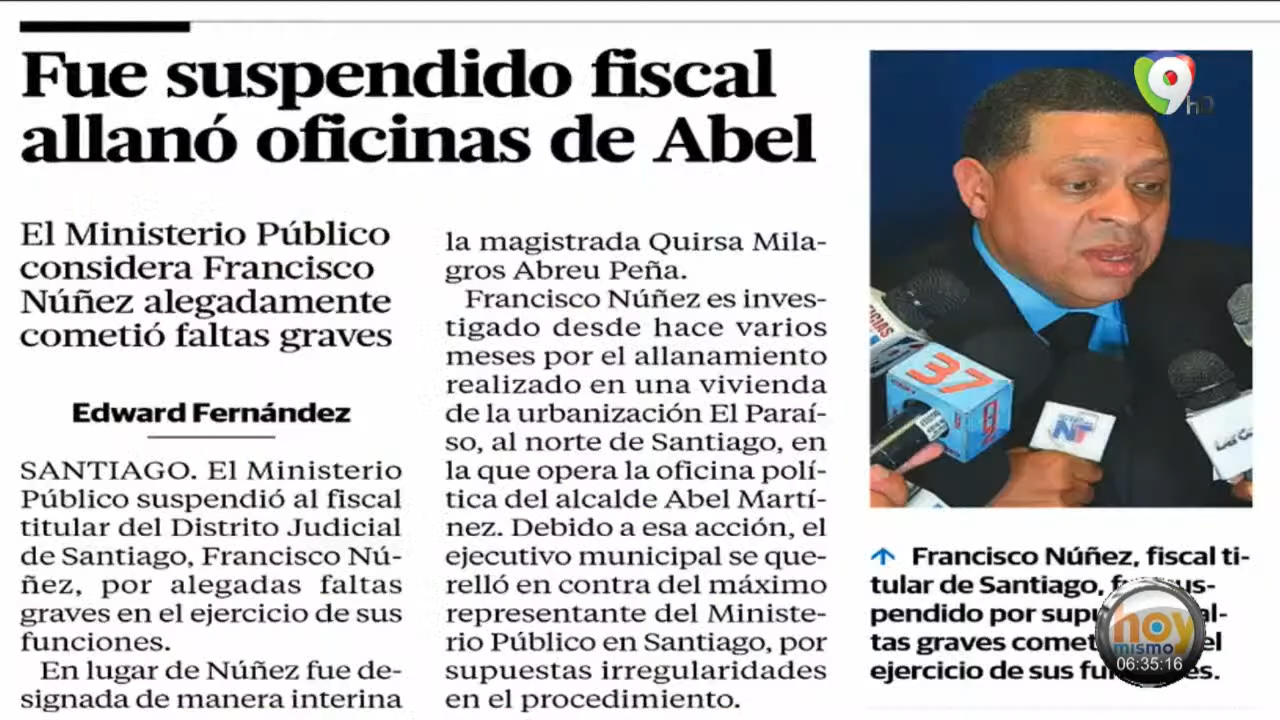 Fue suspendido fiscal
allanó oficinas de Abel
El Ministerio Público
considera Francisco
Núñez alegadamente
cometió faltas graves
Edward Fernández
SANTIAGO. El Ministerio
Público suspendió al fiscal
titular del Distrito Judicial
de Santiago, Francisco Nú-
ñez, por alegadas faltas
graves en el ejercicio de sus
funciones.
En lugar de Núñez fue de-
signada de manera interina
la magistrada Quirsa Mila-
gros Abreu Peña.
Francisco Núñez es inves-
tigado desde hace varios
meses por el allanamiento
realizado en una vivienda
de la urbanización El Paraí-
so, al norte de Santiago, en
la que opera la oficina polí-
tica del alcalde Abel Martí-
nez. Debido a esa acción, el
ejecutivo municipal se que-
relló en contra del máximo
representante del Ministe-
rio Público en Santiago, por
supuestas irregularidades
en el procedimiento.
9
HD
37
NT
Francisco Núñez, fiscal ti-
tular de Santiago, sus-
pendido por
tas graves el
ejercicio de sus
hoy
mismo
06:35:16